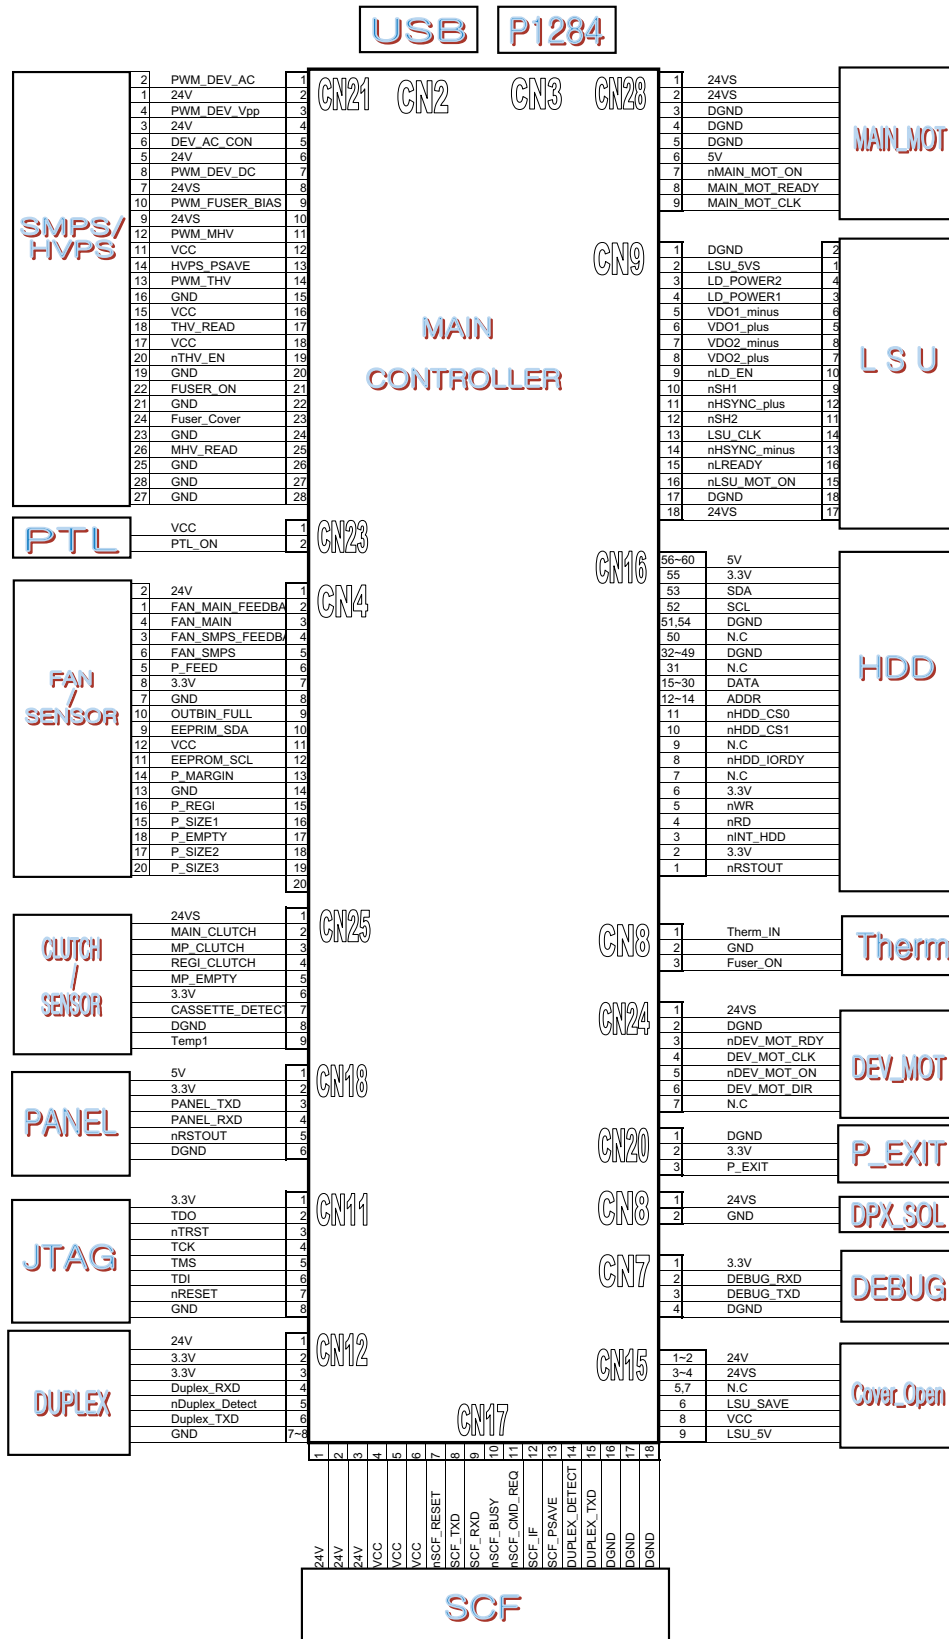 USB P1284
CN21 CN2 CN3 CN28
MAIN
CONTROLLER
SMPS/
HVPS
2 PWM_DEV_AC 1
1 24V 2
4 PWM_DEV_Vpp 3
3 24V 4
6 DEV_AC_CON 5
5 24V 6
8 PWM_DEV_DC 7
7 24VS 8
10 PWM_FUSER_BIAS 9
9 24VS 10
12 PWM_MHV 11
11 VCC 12
14 HVPS_PSAVE 13
13 PWM_THV 14
16 GND 15
15 VCC 16
18 THV_READ 17
17 VCC 18
20 nTHV_EN 19
19 GND 20
22 FUSER_ON 21
21 GND 22
24 Fuser_Cover 23
23 GND 24
26 MHV_READ 25
25 GND 26
28 GND 27
27 GND 28
PTL
CN23
VCC 1
PTL_ON 2
FAN
/
SENSOR
CN4
2 24V 1
1 FAN_MAIN_FEEDBA 2
4 FAN_MAIN 3
3 FAN_SMPS_FEEDBA 4
6 FAN_SMPS 5
5 P_FEED 6
8 3.3V 7
7 GND 8
10 OUTBIN_FULL 9
9 EEPRIM_SDA 10
12 VCC 11
11 EEPROM_SCL 12
14 P_MARGIN 13
13 GND 14
16 P_REGI 15
15 P_SIZE1 16
18 P_EMPTY 17
17 P_SIZE2 18
20 P_SIZE3 19
20
CLUTCH
/
SENSOR
CN25
24VS 1
MAIN_CLUTCH 2
MP_CLUTCH 3
REGI_CLUTCH 4
MP_EMPTY 5
3.3V 6
CASSETTE_DETECT 7
DGND 8
Temp1 9
PANEL
CN18
5V 1
3.3V 2
PANEL_TXD 3
PANEL_RXD 4
nRSTOUT 5
DGND 6
JTAG
CN11
3.3V 1
TDO 2
nTRST 3
TCK 4
TMS 5
TDI 6
nRESET 7
GND 8
DUPLEX
CN12
24V 1
3.3V 2
3.3V 3
Duplex_RXD 4
nDuplex_Detect 5
Duplex_TXD 6
GND 7~8
MAIN_MOT
1 24VS
2 24VS
3 DGND
4 DGND
5 DGND
6 5V
7 nMAIN_MOT_ON
8 MAIN_MOT_READY
9 MAIN_MOT_CLK
CN9
L S U
1 DGND 2
2 LSU_5VS 1
3 LD_POWER2 4
4 LD_POWER1 3
5 VDO1_minus 6
6 VDO1_plus 5
7 VDO2_minus 8
8 VDO2_plus 7
9 nLD_EN 10
10 nSH1 9
11 nHSYNC_plus 12
12 nSH2 11
13 LSU_CLK 14
14 nHSYNC_minus 13
15 nLREADY 16
16 nLSU_MOT_ON 15
17 DGND 18
18 24VS 17
CN16
HDD
56~60 5V
55 3.3V
53 SDA
52 SCL
51,54 DGND
50 N.C
32~49 DGND
31 N.C
15~30 DATA
12~14 ADDR
11 nHDD_CS0
10 nHDD_CS1
9 N.C
8 nHDD_IORDY
7 N.C
6 3.3V
5 nWR
4 nRD
3 nINT_HDD
2 3.3V
1 nRSTOUT
CN8
Therm
1 Therm_IN
2 GND
3 Fuser_ON
CN24
DEV_MOT
1 24VS
2 DGND
3 nDEV_MOT_RDY
4 DEV_MOT_CLK
5 nDEV_MOT_ON
6 DEV_MOT_DIR
7 N.C
CN20
P_EXIT
1 DGND
2 3.3V
3 P_EXIT
CN8
DPX_SOL
1 24VS
2 GND
CN7
DEBUG
1 3.3V
2 DEBUG_RXD
3 DEBUG_TXD
4 DGND
CN15
Cover_Open
1~2 24V
3~4 24VS
5,7 N.C
6 LSU_SAVE
8 VCC
9 LSU_5V
CN17
1 24V
2 24V
3 24V
4 VCC
5 VCC
6 VCC
7 nSCF_RESET
8 SCF_TXD
9 SCF_RXD
10 nSCF_BUSY
11 nSCF_CMD_REQ
12 SCF_IF
13 SCF_PSAVE
14 DUPLEX_DETECT
15 DUPLEX_TXD
16 DGND
17 DGND
18 DGND
SCF